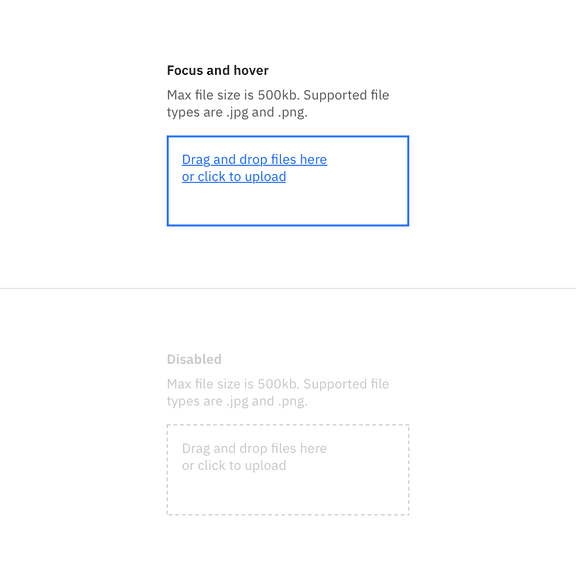 Focus and hover
Max file size is 500kb. Supported file
types are .jpg and .png.
Drag and drop files here
or click to upload
Disabled
Max file size is 500kb. Supported file
types are .jpg and .png.
Drag and drop files here
or click to upload